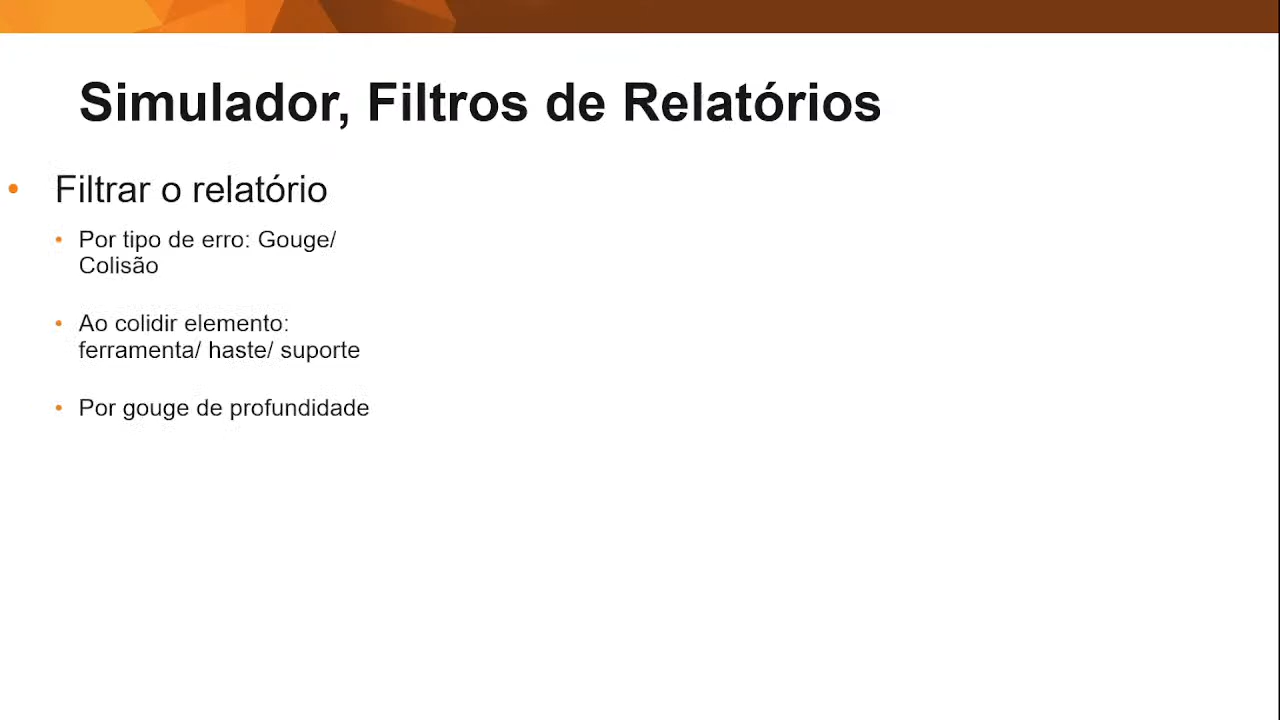 Simulador, Filtros de Relatórios
Filtrar o relatório
Por tipo de erro: Gouge/
Colisão
Ao colidir elemento:
ferramenta/ haste/ suporte
Por gouge de profundidade